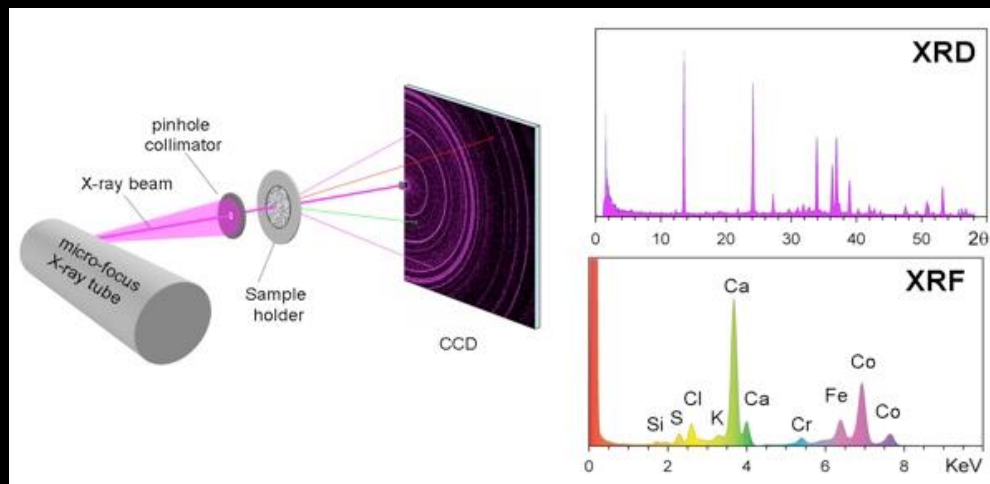 pinhole
collimator
X-ray beam
micro-focus
X-ray tube
Sample
holder
CCD
XRD
0 10 20 30 40 50 2θ
XRF
Ca
Si S Cl K Ca Cr Fe Co Co
0 2 4 6 8 KeV